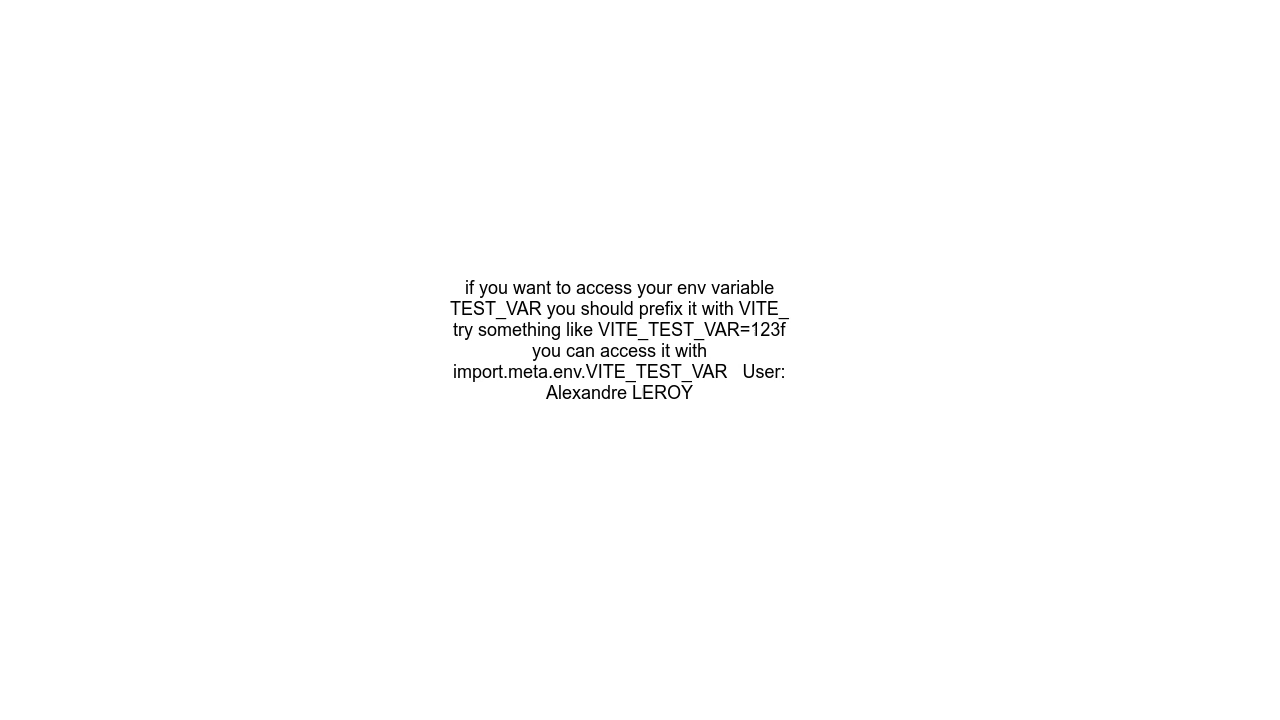 if you want to access your env variable
TEST_VAR you should prefix it with VITE_
try something like VITE_TEST_VAR=123f
you can access it with
import.meta.env.VITE_TEST_VAR   User:
Alexandre LEROY